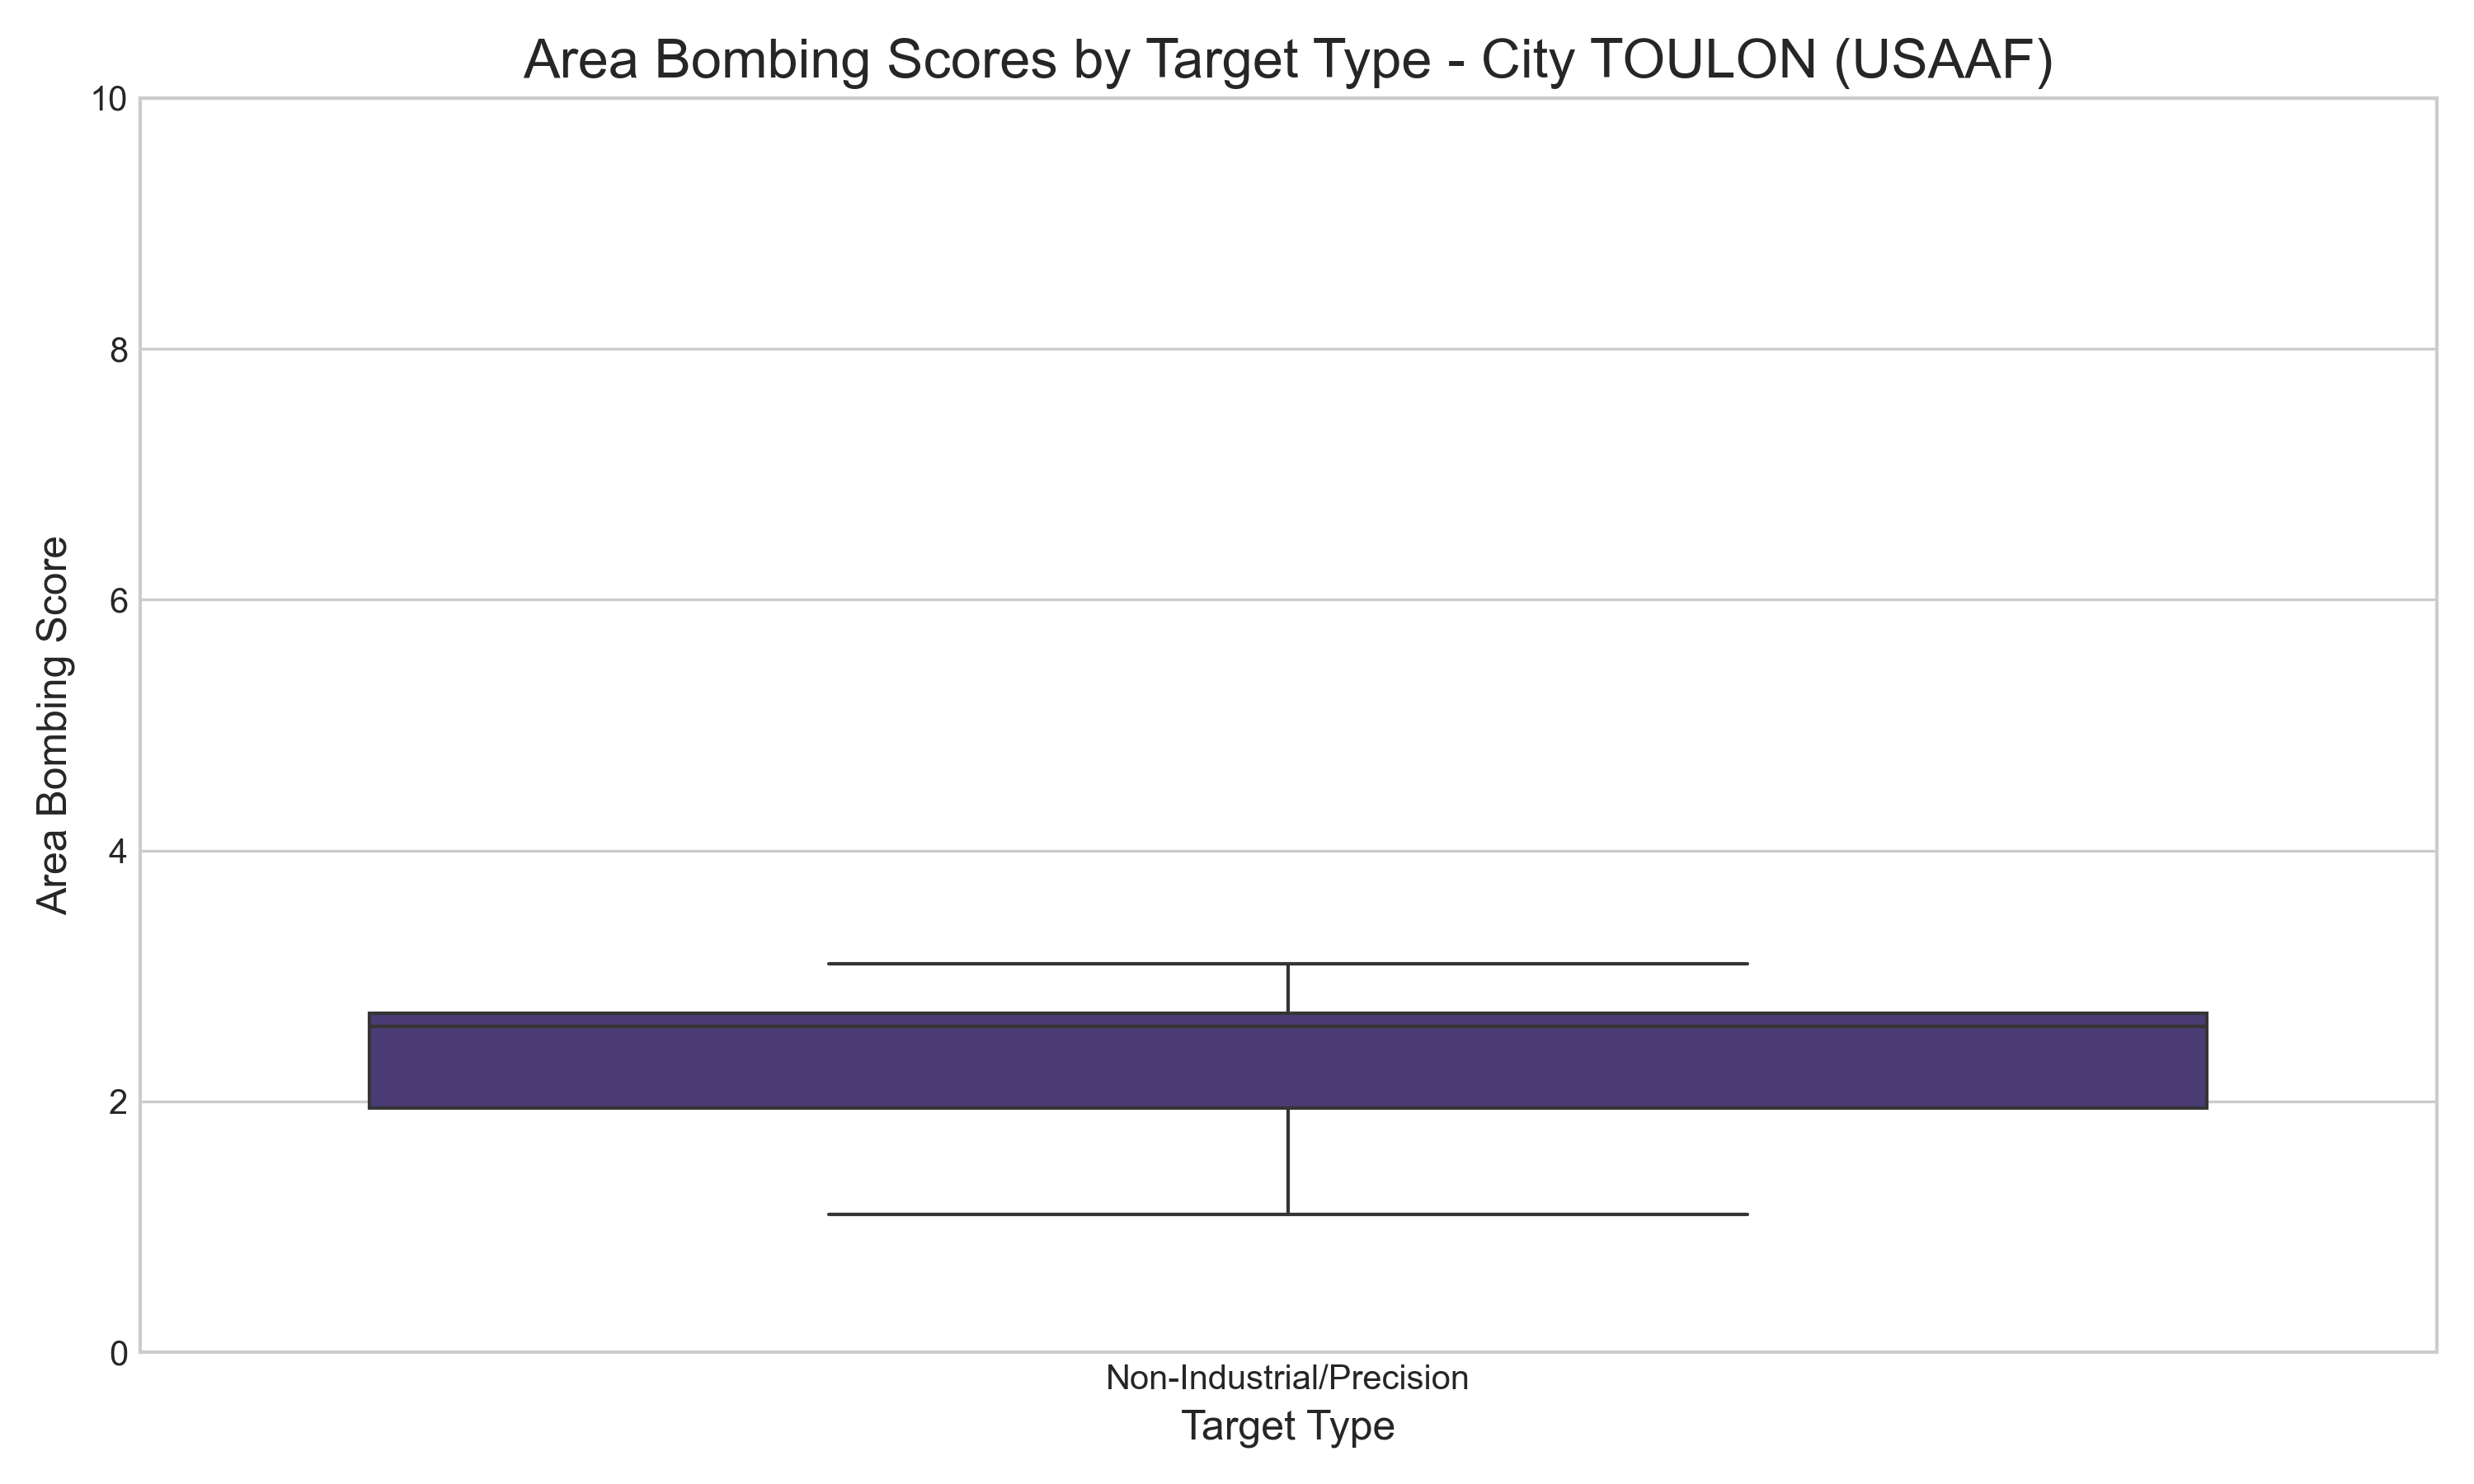 Area Bombing Scores by Target Type - City TOULON (USAAF)
10
8
6
4
2
0
Area Bombing Score
Non-Industrial/Precision
Target Type